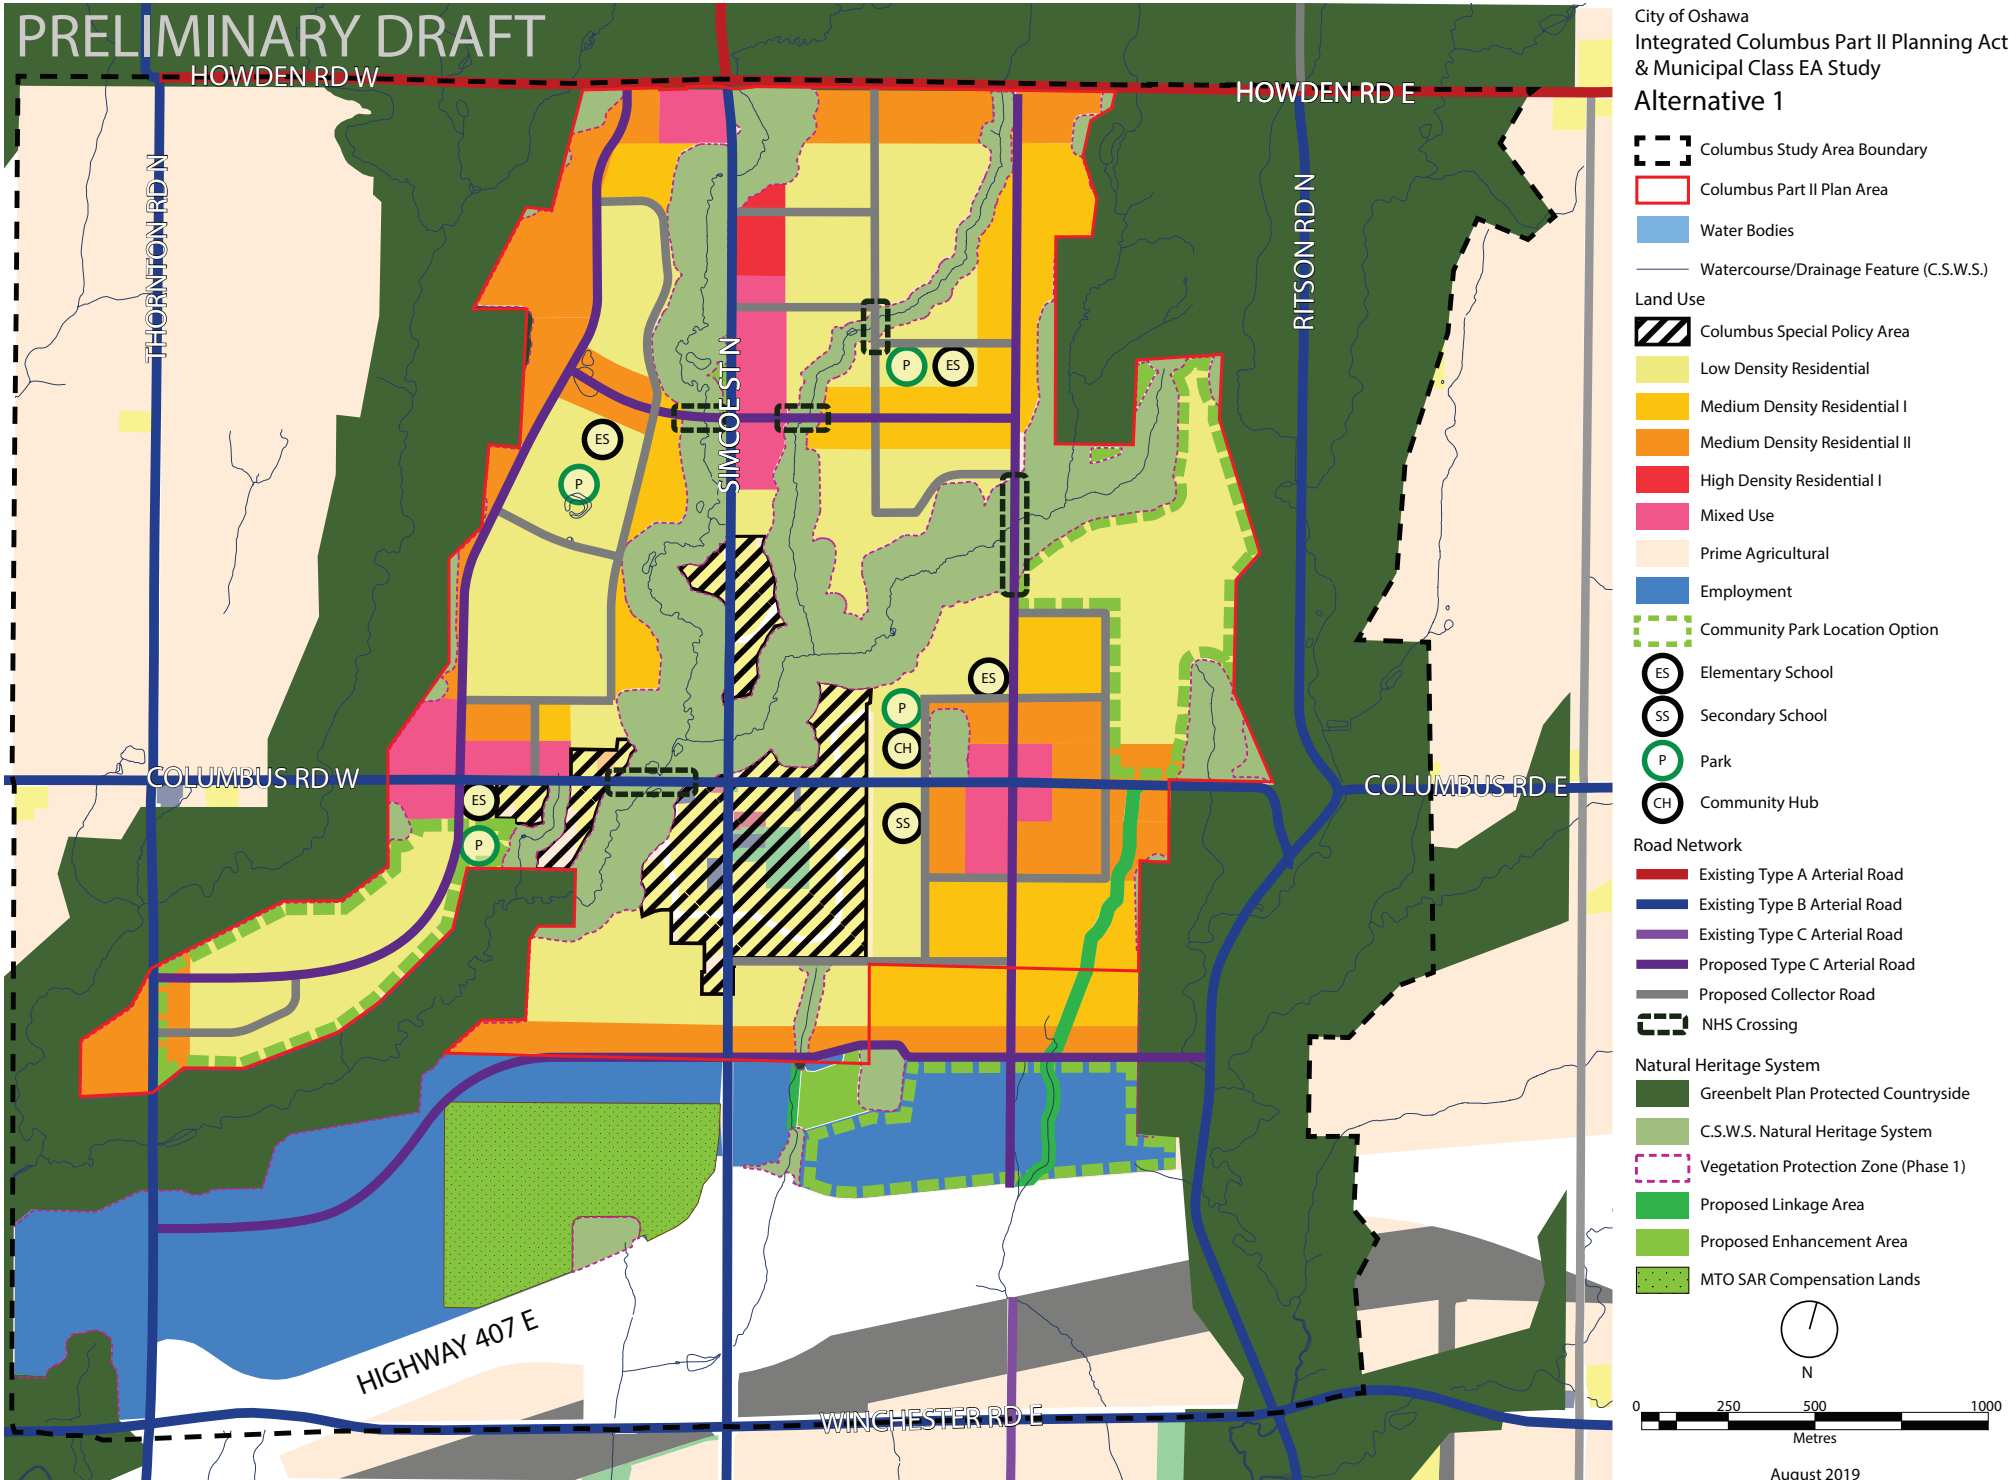 PRELIMINARY DRAFT
HOWDEN RD W
HOWDEN RD E
THORNTON RD N
SIMCOE ST N
RITSON RD N
P
ES
ES
P
ES
P
CH
COLUMBUS RD W
COLUMBUS RD E
ES
SS
P
HIGHWAY 407 E
WINCHESTER RD E
City of Oshawa
Integrated Columbus Part II Planning Act
& Municipal Class EA Study
Alternative 1
Columbus Study Area Boundary
Columbus Part II Plan Area
Water Bodies
Watercourse/Drainage Feature (C.S.W.S.)
Land Use
Columbus Special Policy Area
Low Density Residential
Medium Density Residential I
Medium Density Residential II
High Density Residential I
Mixed Use
Prime Agricultural
Employment
Community Park Location Option
ES Elementary School
SS Secondary School
P Park
CH Community Hub
Road Network
Existing Type A Arterial Road
Existing Type B Arterial Road
Existing Type C Arterial Road
Proposed Type C Arterial Road
Proposed Collector Road
NHS Crossing
Natural Heritage System
Greenbelt Plan Protected Countryside
C.S.W.S. Natural Heritage System
Vegetation Protection Zone (Phase 1)
Proposed Linkage Area
Proposed Enhancement Area
MTO SAR Compensation Lands
N
0 250 500 1000
Metres
August 2019